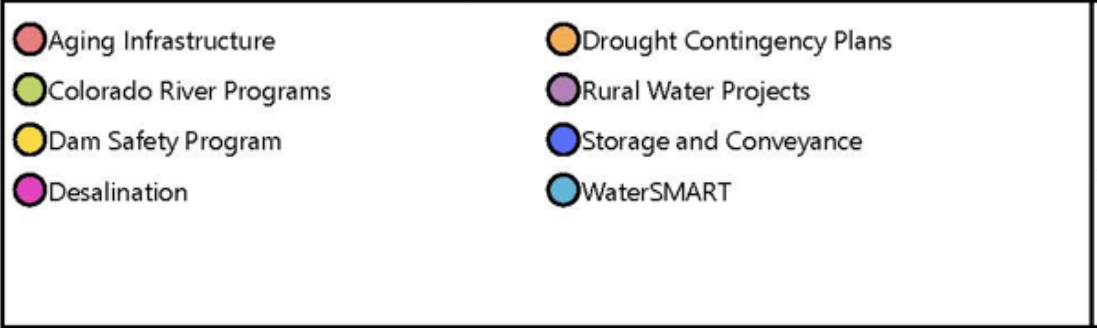 Aging Infrastructure
Colorado River Programs
Dam Safety Program
Desalination
Drought Contingency Plans
Rural Water Projects
Storage and Conveyance
WaterSMART